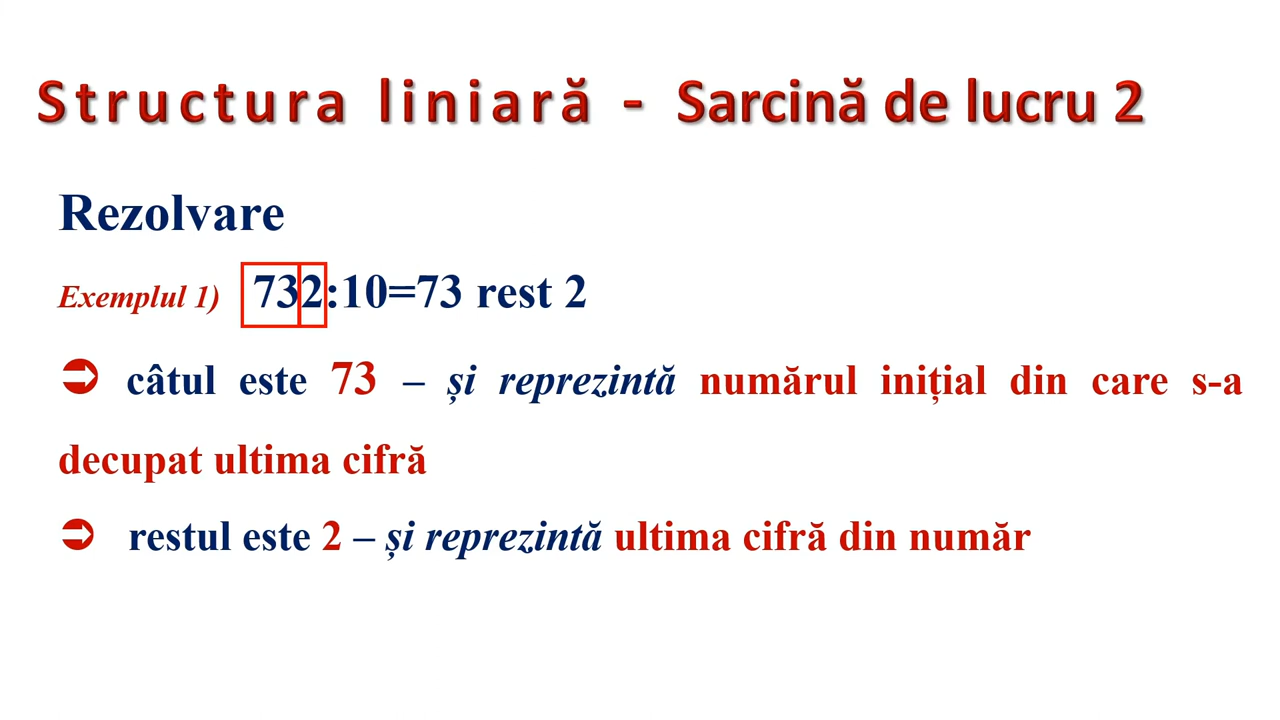 Structura liniară - Sarcină de lucru 2
Rezolvare
Exemplul 1) 732:10=73 rest 2
➲ câtul este 73 – și reprezintă numărul inițial din care s-a
decupat ultima cifră
➲ restul este 2 – și reprezintă ultima cifră din număr